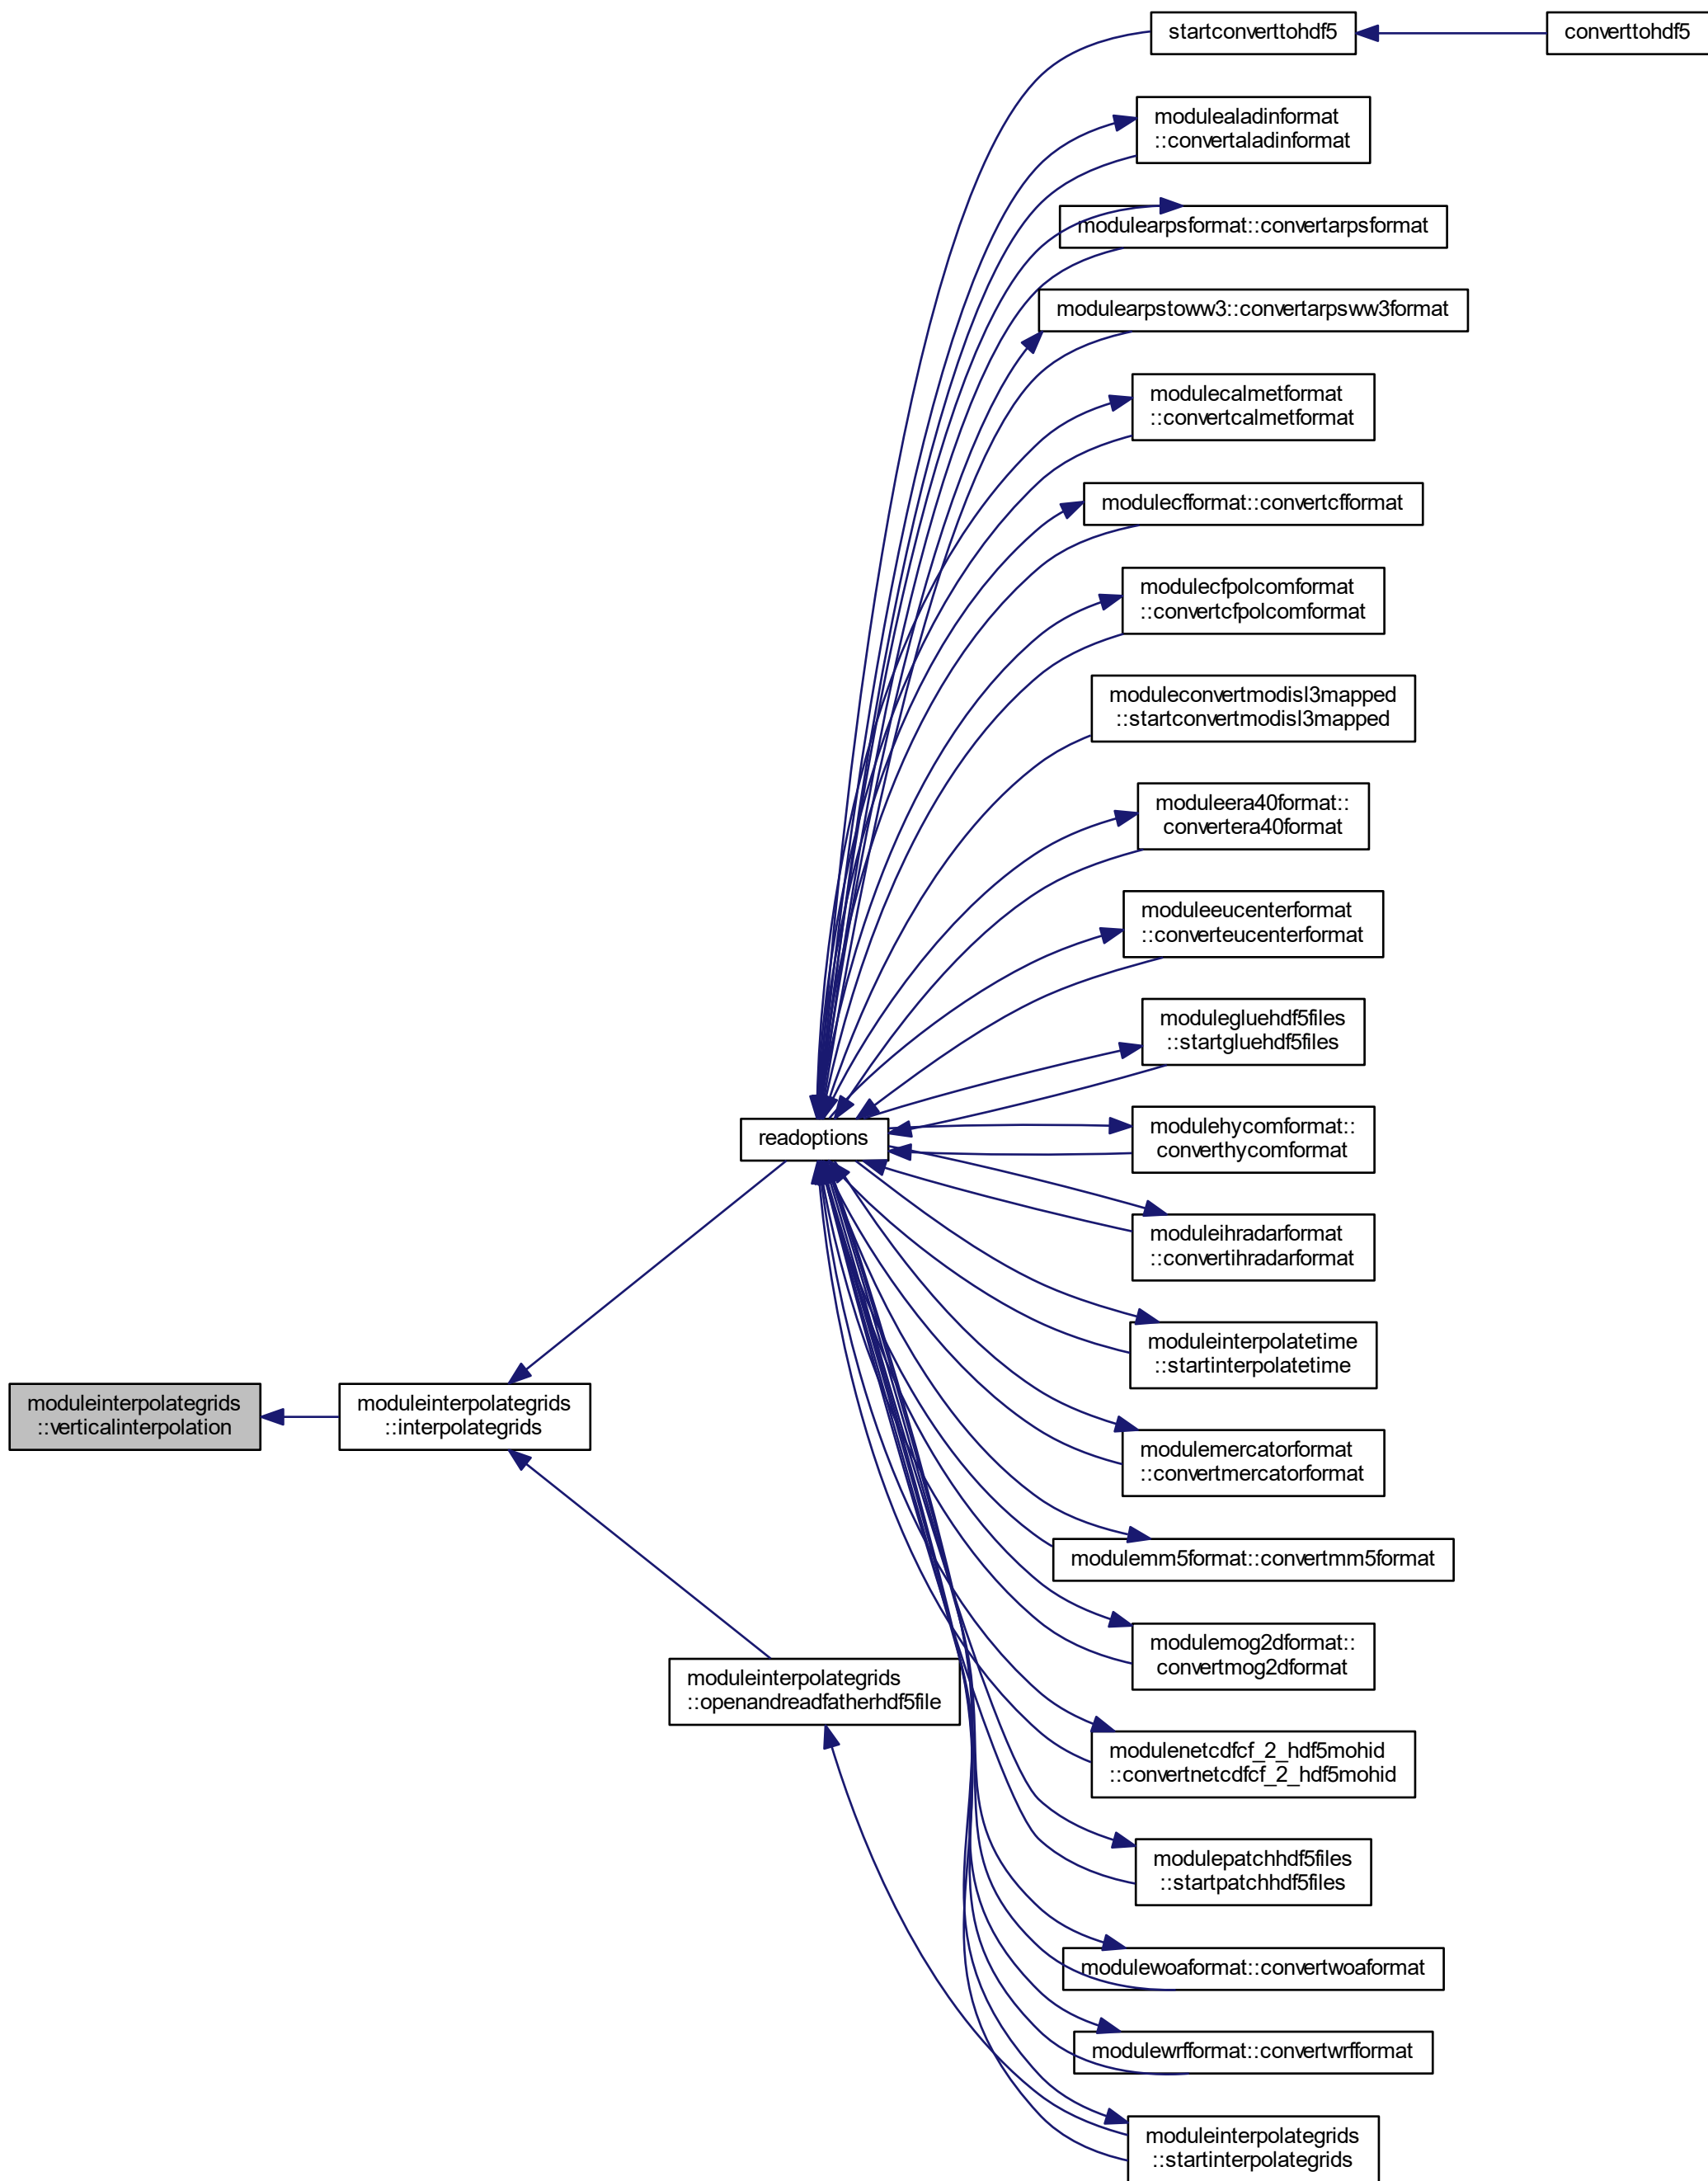 startconverttohdf5
converttohdf5
modulealadinformat
::convertaladinformat
modulearpsformat::convertarpsformat
modulearpstoww3::convertarpsww3format
modulecalmetformat
::convertcalmetformat
modulecfformat::convertcfformat
modulecfpolcomformat
::convertcfpolcomformat
moduleconvertmodisl3mapped
::startconvertmodisl3mapped
moduleera40format::
convertera40format
moduleeucenterformat
::converteucenterformat
modulegluehdf5files
::startgluehdf5files
readoptions
modulehycomformat::
converthycomformat
moduleihradarformat
::convertihradarformat
moduleinterpolatetime
::startinterpolatetime
moduleinterpolategrids
::verticalinterpolation
moduleinterpolategrids
::interpolategrids
modulemercatorformat
::convertmercatorformat
modulemm5format::convertmm5format
modulemog2dformat::
convertmog2dformat
moduleinterpolategrids
::openandreadfatherhdf5file
modulenetcdfcf_2_hdf5mohid
::convertnetcdfcf_2_hdf5mohid
modulepatchhdf5files
::startpatchhdf5files
modulewoaformat::convertwoaformat
modulewrfformat::convertwrfformat
moduleinterpolategrids
::startinterpolategrids